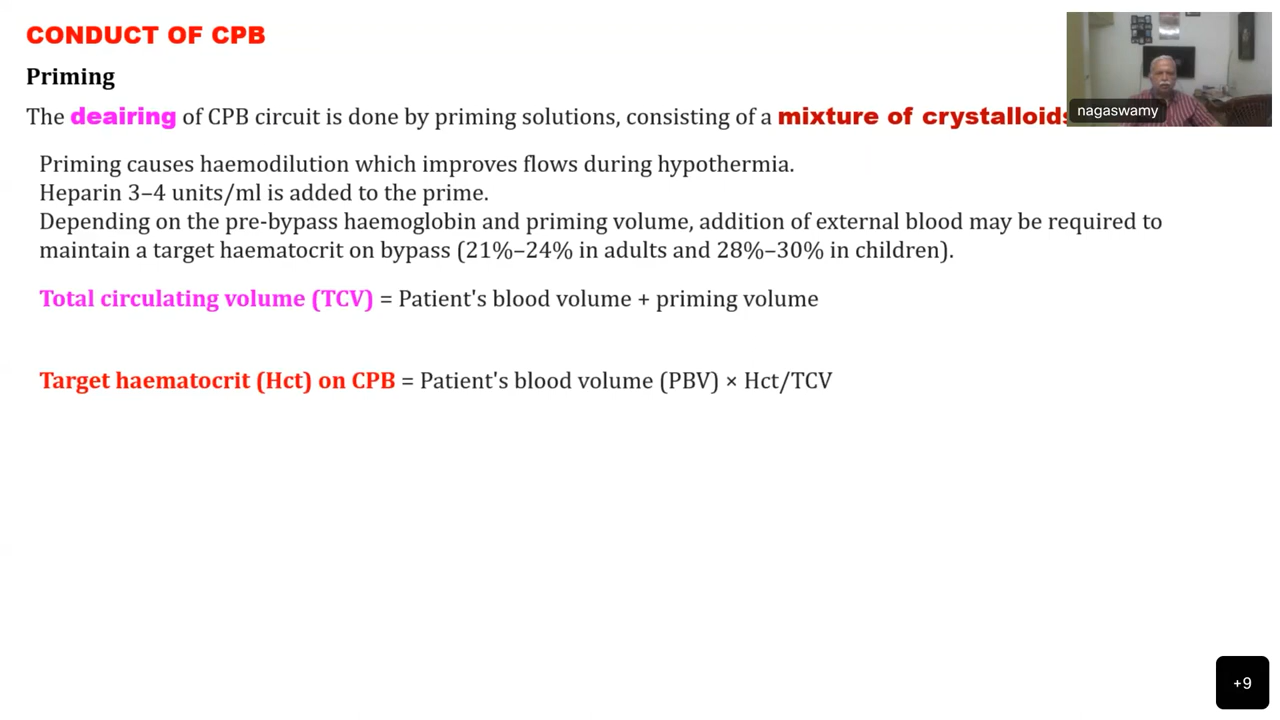 CONDUCT OF CPB
Priming
The deairing of CPB circuit is done by priming solutions, consisting of a mixture of crystalloids
nagaswamy
Priming causes haemodilution which improves flows during hypothermia.
Heparin 3–4 units/ml is added to the prime.
Depending on the pre-bypass haemoglobin and priming volume, addition of external blood may be required to
maintain a target haematocrit on bypass (21%–24% in adults and 28%–30% in children).
Total circulating volume (TCV) = Patient's blood volume + priming volume
Target haematocrit (Hct) on CPB = Patient's blood volume (PBV) × Hct/TCV
+9